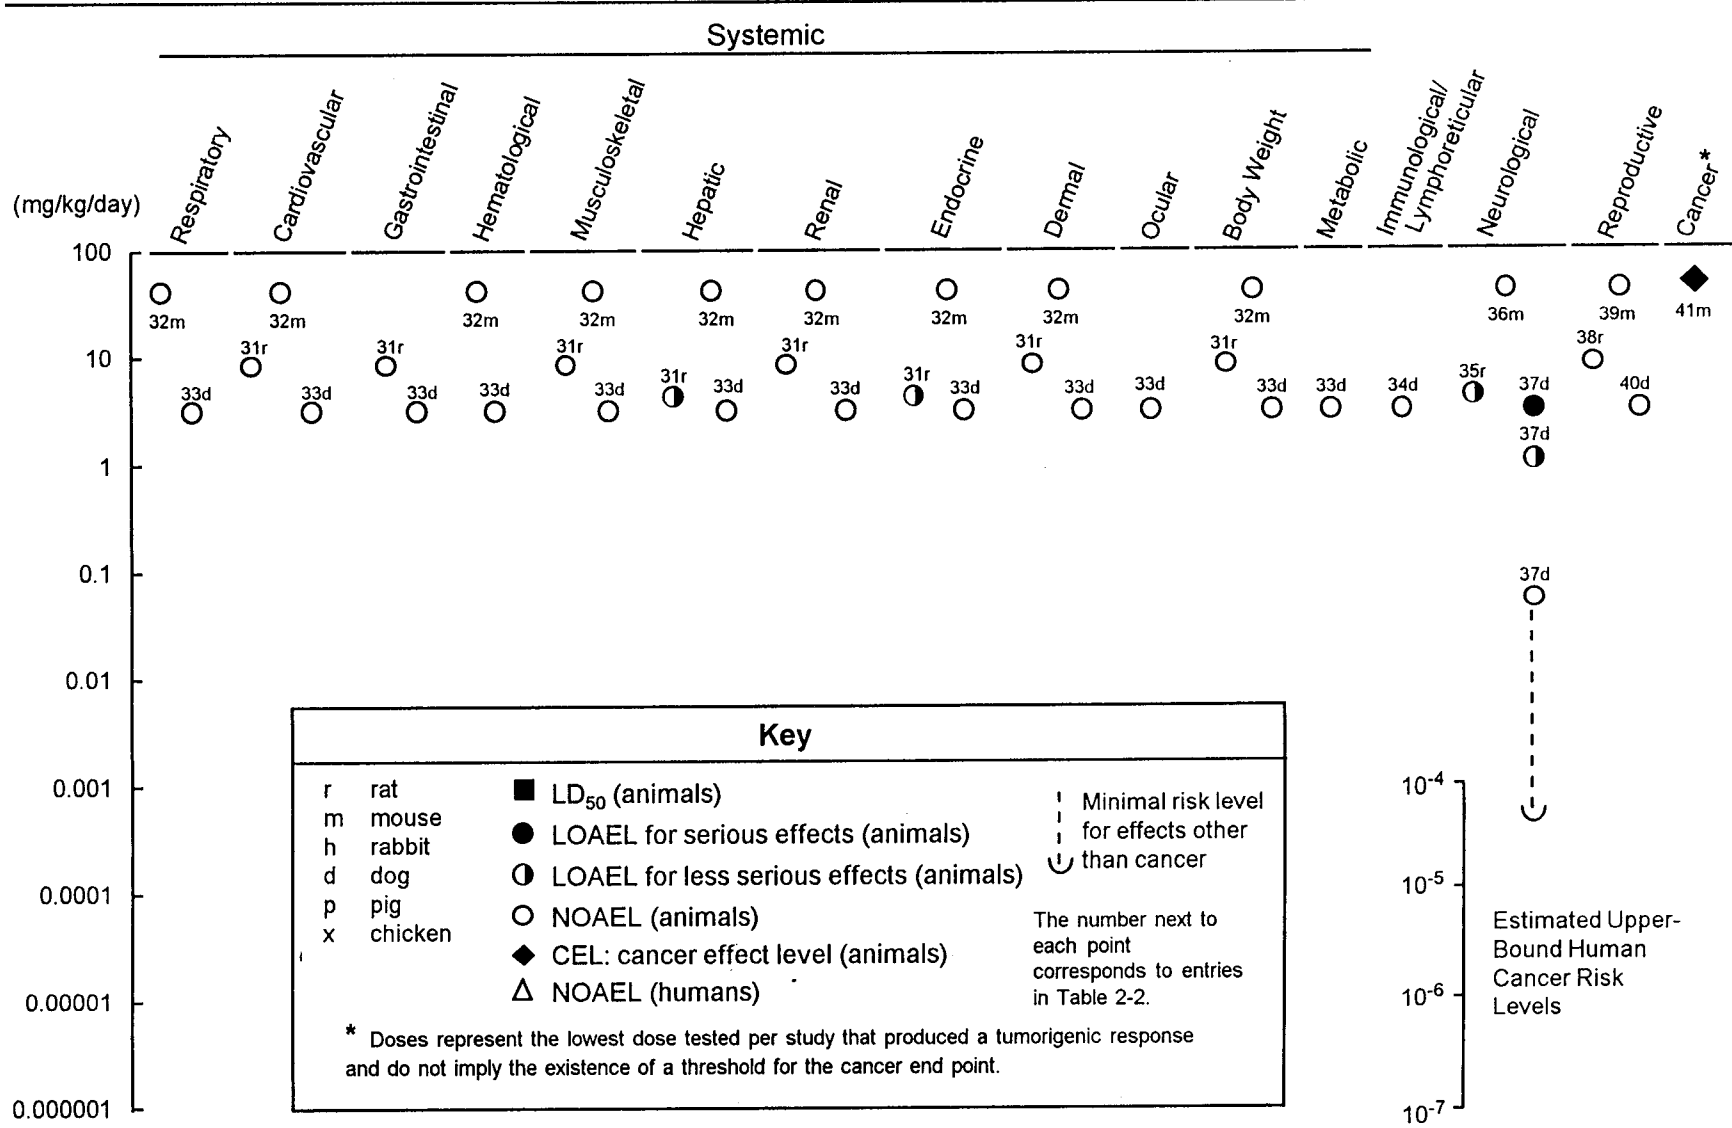 Systemic
(mg/kg/day)
Respiratory
Cardiovascular
Gastrointestinal
Hematological
Musculoskeletal
Hepatic
Renal
Endocrine
Dermal
Ocular
Body Weight
Metabolic
Immunological/
Lymphoreticular
Neurological
Reproductive
Cancer*
100
32m 32m 32m 32m 32m 32m 32m 32m 32m 36m 39m 41m
10
31r 31r 31r 31r 31r 31r 31r 31r 35r 38r
33d 33d 33d 33d 33d 33d 33d 33d 33d 33d 33d 33d 34d 37d 40d
37d
1
0.1
37d
0.01
0.001
0.0001
0.00001
0.000001
Key
r rat
m mouse
h rabbit
d dog
p pig
x chicken
LD50 (animals)
LOAEL for serious effects (animals)
LOAEL for less serious effects (animals)
NOAEL (animals)
CEL: cancer effect level (animals)
NOAEL (humans)
Minimal risk level
for effects other
than cancer
The number next to
each point
corresponds to entries
in Table 2-2.
* Doses represent the lowest dose tested per study that produced a tumorigenic response
and do not imply the existence of a threshold for the cancer end point.
10-4
10-5
10-6
10-7
Estimated Upper-
Bound Human
Cancer Risk
Levels